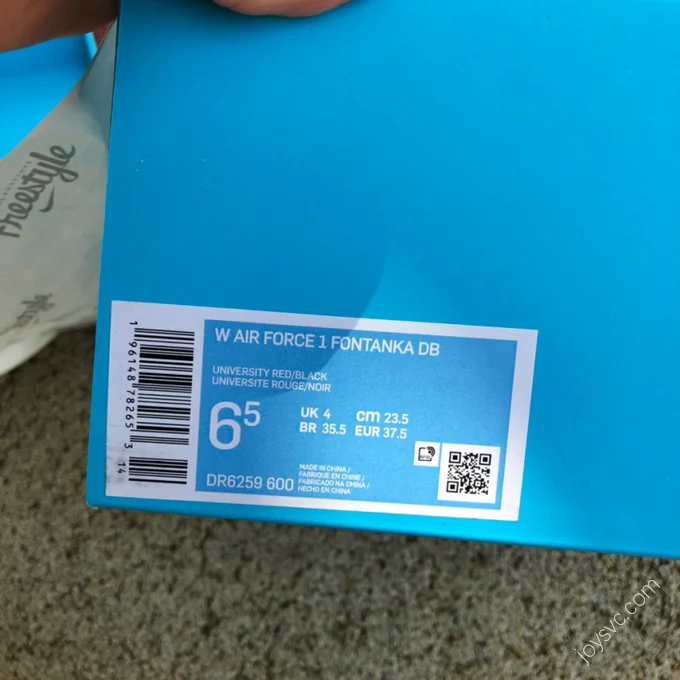 Freestyle
W AIR FORCE 1 FONTANKA DB
UNIVERSITY RED/BLACK
UNIVERSITE ROUGE/NOIR
6⁵
UK 4 cm 23.5
BR 35.5 EUR 37.5
DR6259 600
MADE IN CHINA /
FABRIQUE EN CHINE /
FABRICADO NA CHINA /
HECHO EN CHINA
1 96148 78265 3
14
joysvc.com